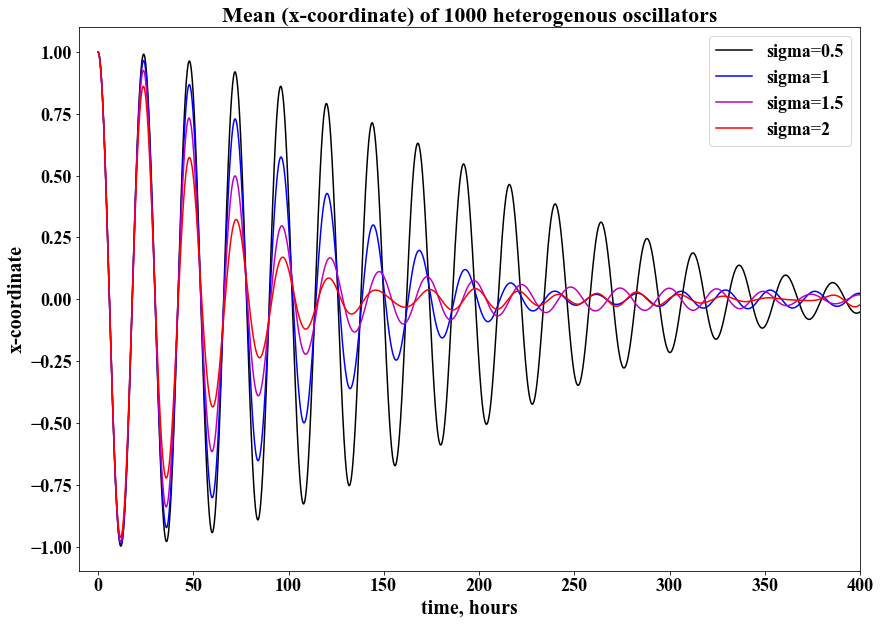 Mean (x-coordinate) of 1000 heterogenous oscillators
sigma=0.5
sigma=1
sigma=1.5
sigma=2
x-coordinate
1.00
0.75
0.50
0.25
0.00
−0.25
−0.50
−0.75
−1.00
0 50 100 150 200 250 300 350 400
time, hours